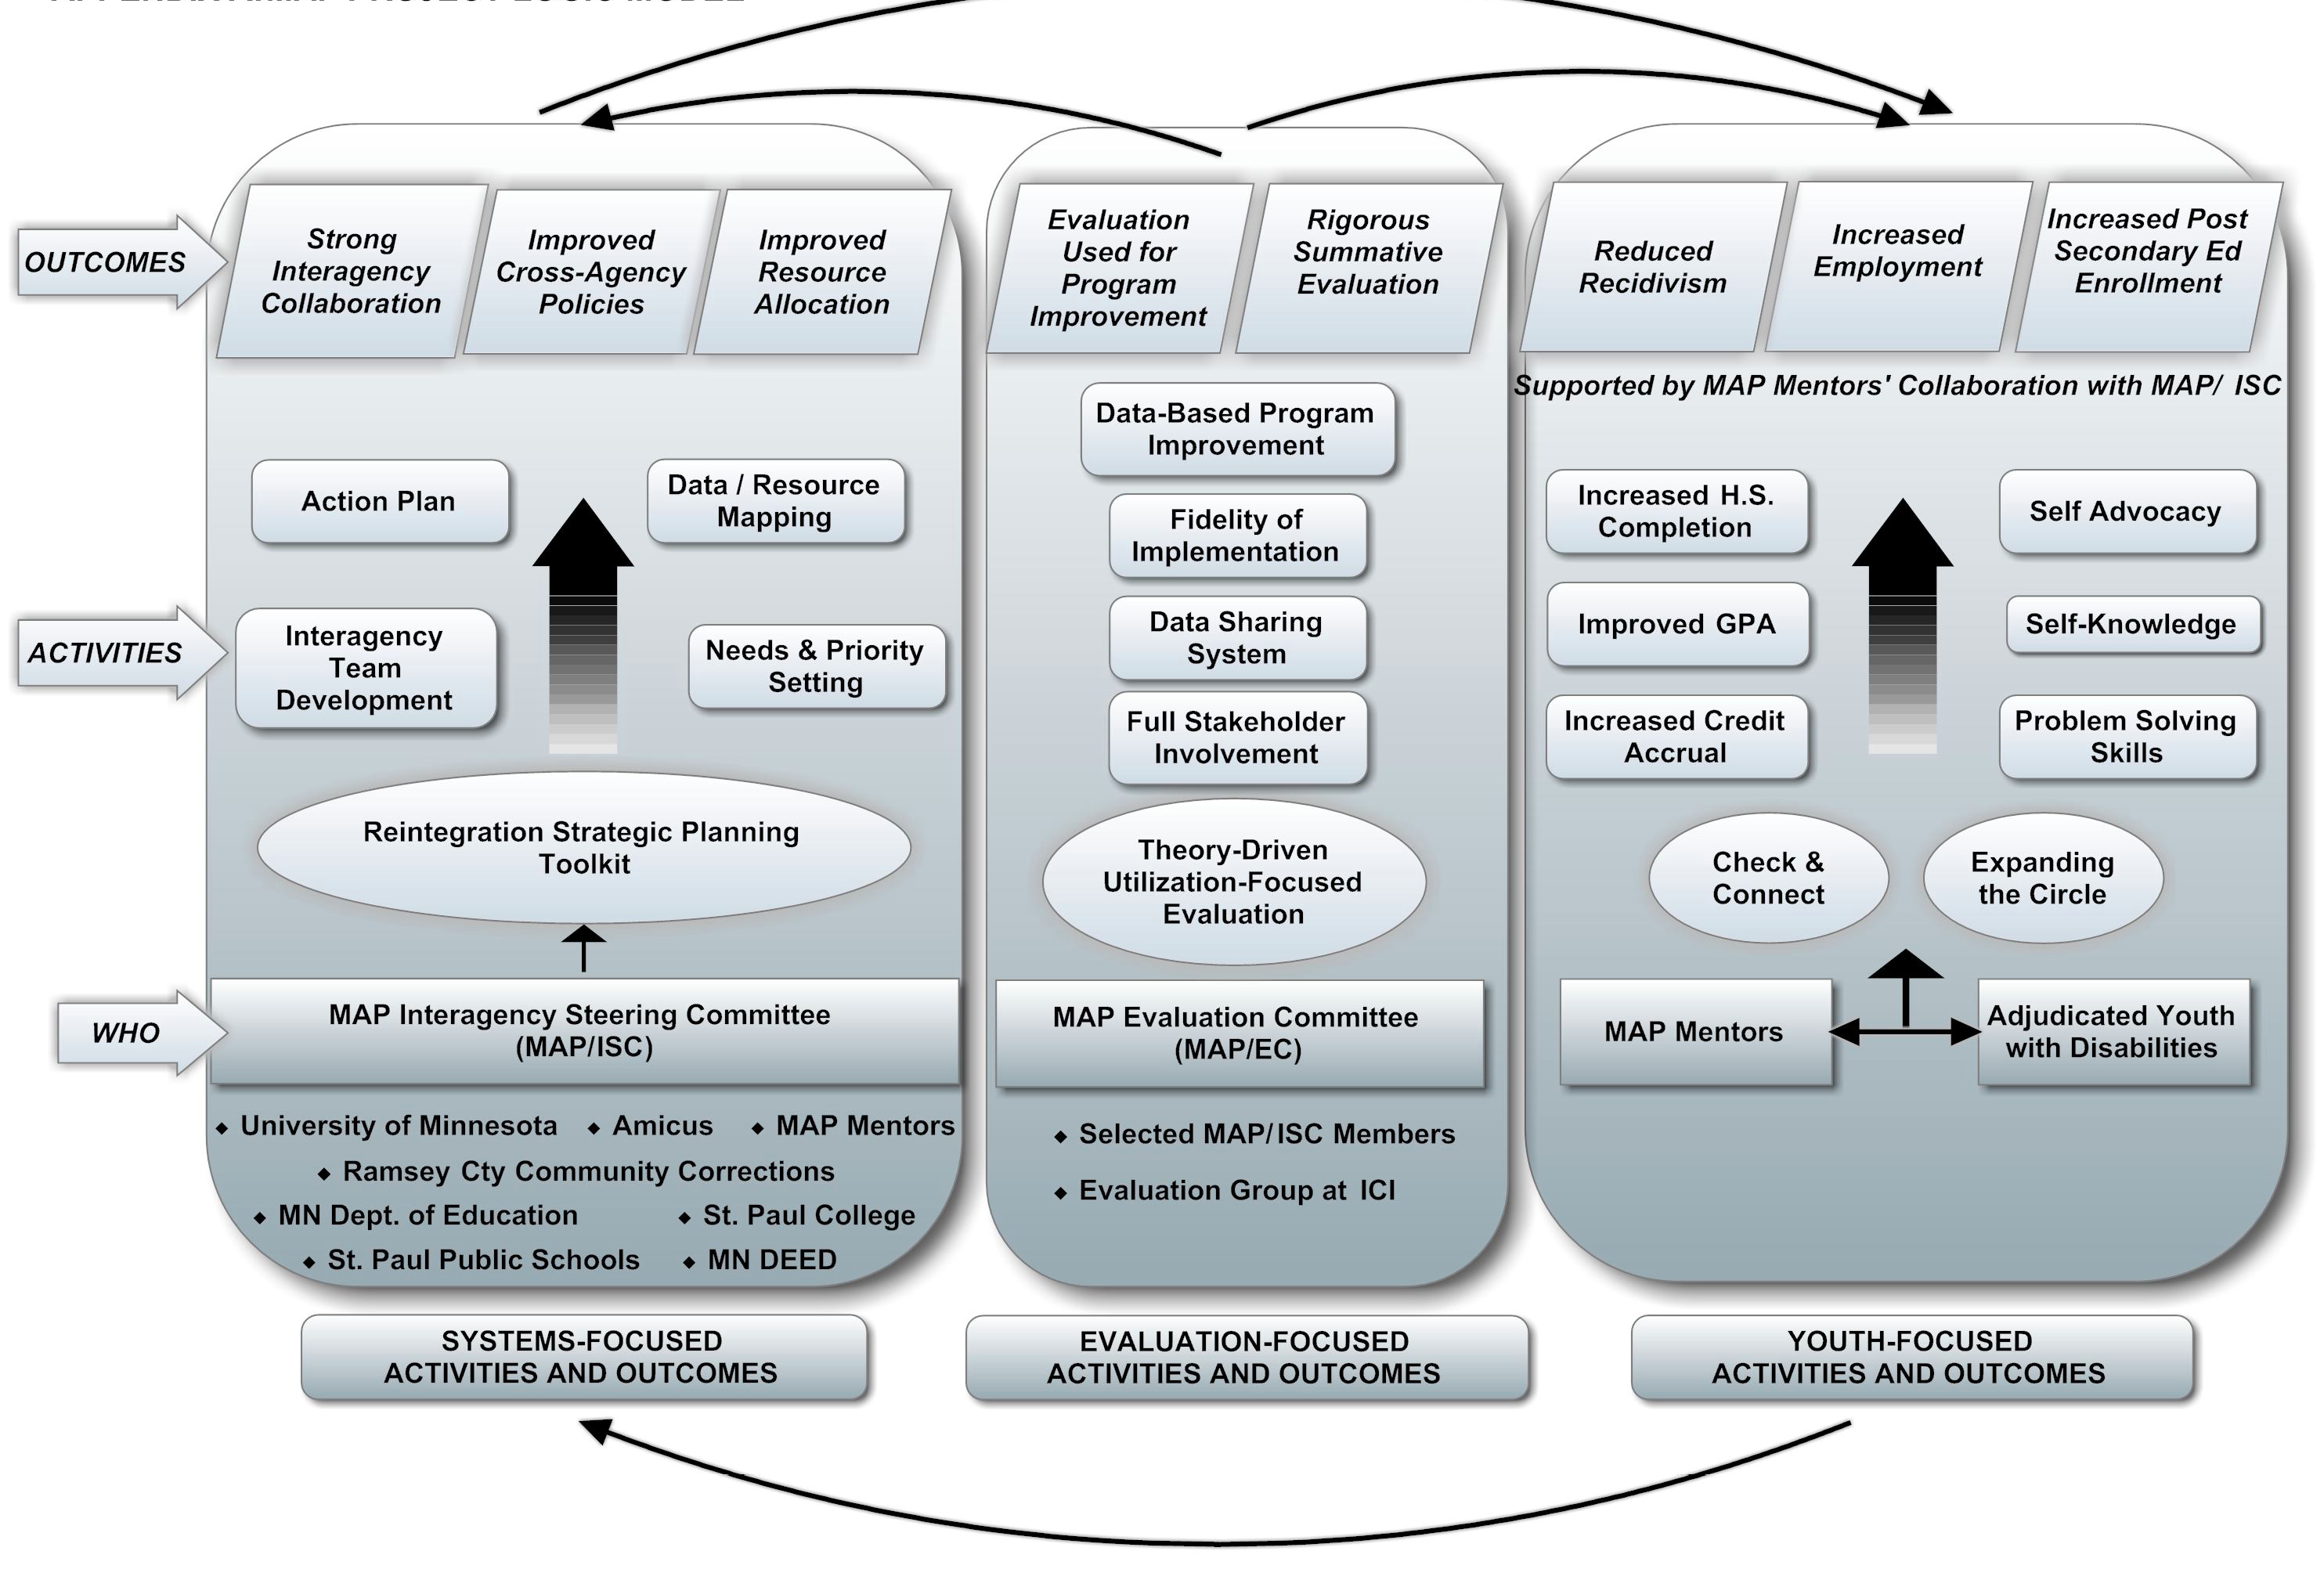 OUTCOMES
Strong
Interagency
Collaboration
Improved
Cross-Agency
Policies
Improved
Resource
Allocation
Evaluation
Used for
Program
Improvement
Rigorous
Summative
Evaluation
Reduced
Recidivism
Increased
Employment
Increased Post
Secondary Ed
Enrollment
Supported by MAP Mentors' Collaboration with MAP/ ISC
ACTIVITIES
Action Plan
Data / Resource
Mapping
Interagency
Team
Development
Needs & Priority
Setting
Reintegration Strategic Planning
Toolkit
Data-Based Program
Improvement
Fidelity of
Implementation
Data Sharing
System
Full Stakeholder
Involvement
Theory-Driven
Utilization-Focused
Evaluation
Increased H.S.
Completion
Self Advocacy
Improved GPA
Self-Knowledge
Increased Credit
Accrual
Problem Solving
Skills
Check &
Connect
Expanding
the Circle
WHO
MAP Interagency Steering Committee
(MAP/ISC)
◆ University of Minnesota ◆ Amicus ◆ MAP Mentors
◆ Ramsey Cty Community Corrections
◆ MN Dept. of Education ◆ St. Paul College
◆ St. Paul Public Schools ◆ MN DEED
MAP Evaluation Committee
(MAP/EC)
◆ Selected MAP/ISC Members
◆ Evaluation Group at ICI
MAP Mentors
Adjudicated Youth
with Disabilities
SYSTEMS-FOCUSED
ACTIVITIES AND OUTCOMES
EVALUATION-FOCUSED
ACTIVITIES AND OUTCOMES
YOUTH-FOCUSED
ACTIVITIES AND OUTCOMES